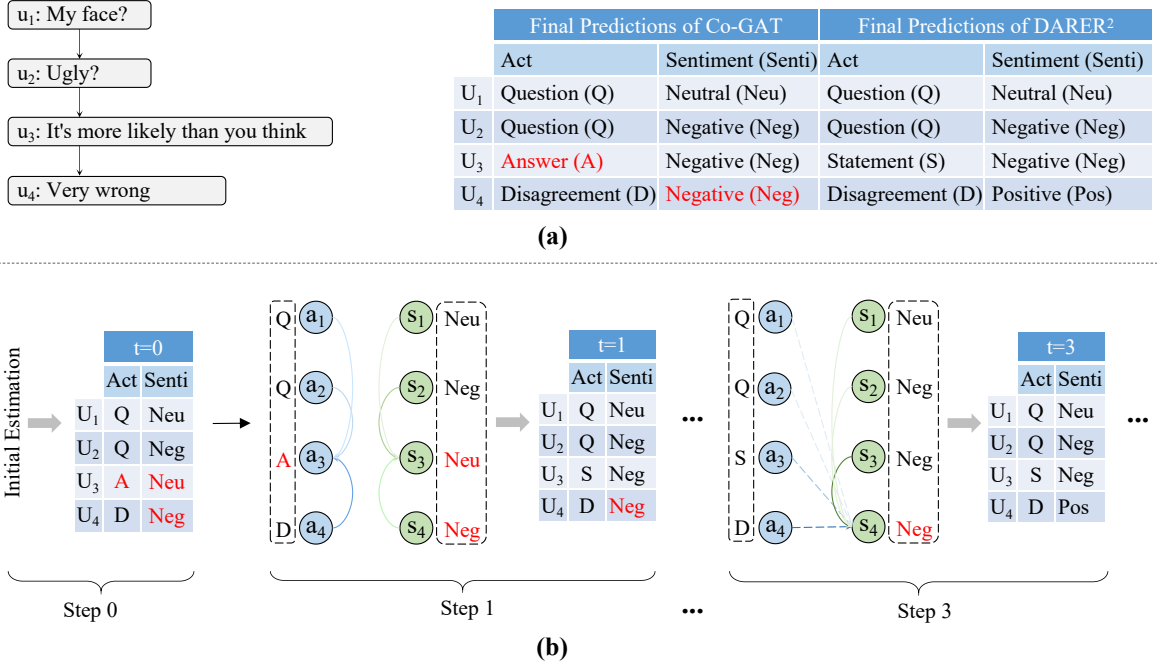 u1: My face?
u2: Ugly?
u3: It's more likely than you think
u4: Very wrong
Final Predictions of Co-GAT Final Predictions of DARER²
Act Sentiment (Senti) Act Sentiment (Senti)
U1 Question (Q) Neutral (Neu) Question (Q) Neutral (Neu)
U2 Question (Q) Negative (Neg) Question (Q) Negative (Neg)
U3 Answer (A) Negative (Neg) Statement (S) Negative (Neg)
U4 Disagreement (D) Negative (Neg) Disagreement (D) Positive (Pos)
(a)
Initial Estimation
t=0
Act Senti
U1 Q Neu
U2 Q Neg
U3 A Neu
U4 D Neg
Step 0
Q a1 s1 Neu
Q a2 s2 Neg
A a3 s3 Neu
D a4 s4 Neg
t=1
Act Senti
U1 Q Neu
U2 Q Neg
U3 S Neg
U4 D Neg
Step 1
...
...
Q a1 s1 Neu
Q a2 s2 Neg
S a3 s3 Neg
D a4 s4 Neg
t=3
Act Senti
U1 Q Neu
U2 Q Neg
U3 S Neg
U4 D Pos
...
Step 3
(b)